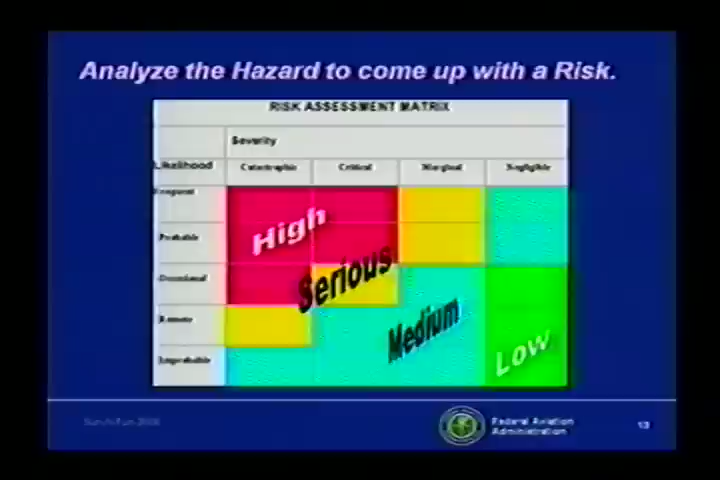 Analyze the Hazard to come up with a Risk.
RISK ASSESSMENT MATRIX
Severity
Likelihood Catastrophic Critical Marginal Negligible
Frequent
Probable
Occasional
Remote
Improbable
High
Serious
Medium
Low
Federal Aviation
Administration
13